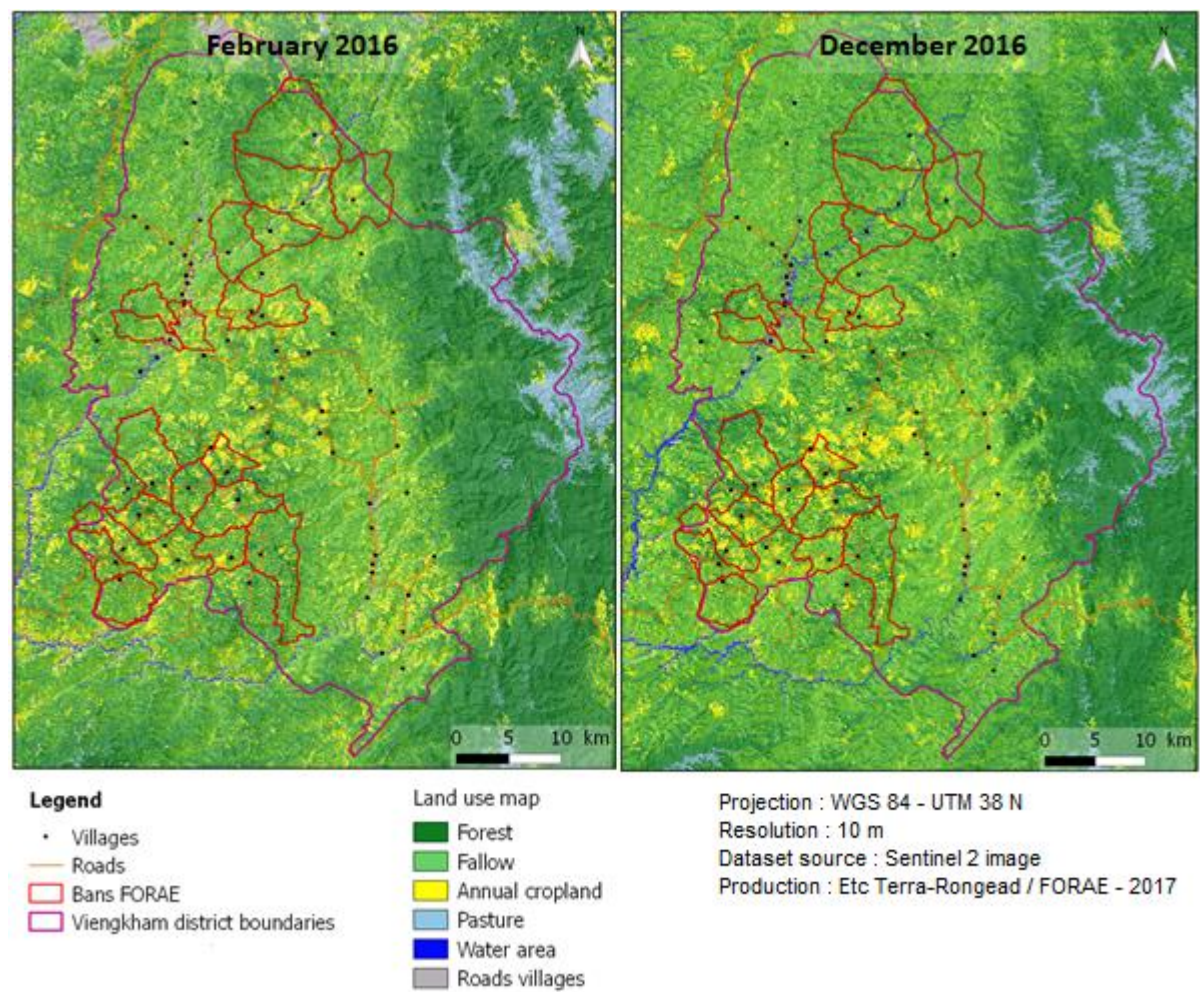 February 2016
N
December 2016
N
0 5 10 km
0 5 10 km
Legend
Villages
Roads
Bans FORAE
Viengkham district boundaries
Land use map
Forest
Fallow
Annual cropland
Pasture
Water area
Roads villages
Projection : WGS 84 - UTM 38 N
Resolution : 10 m
Dataset source : Sentinel 2 image
Production : Etc Terra-Rongead / FORAE - 2017